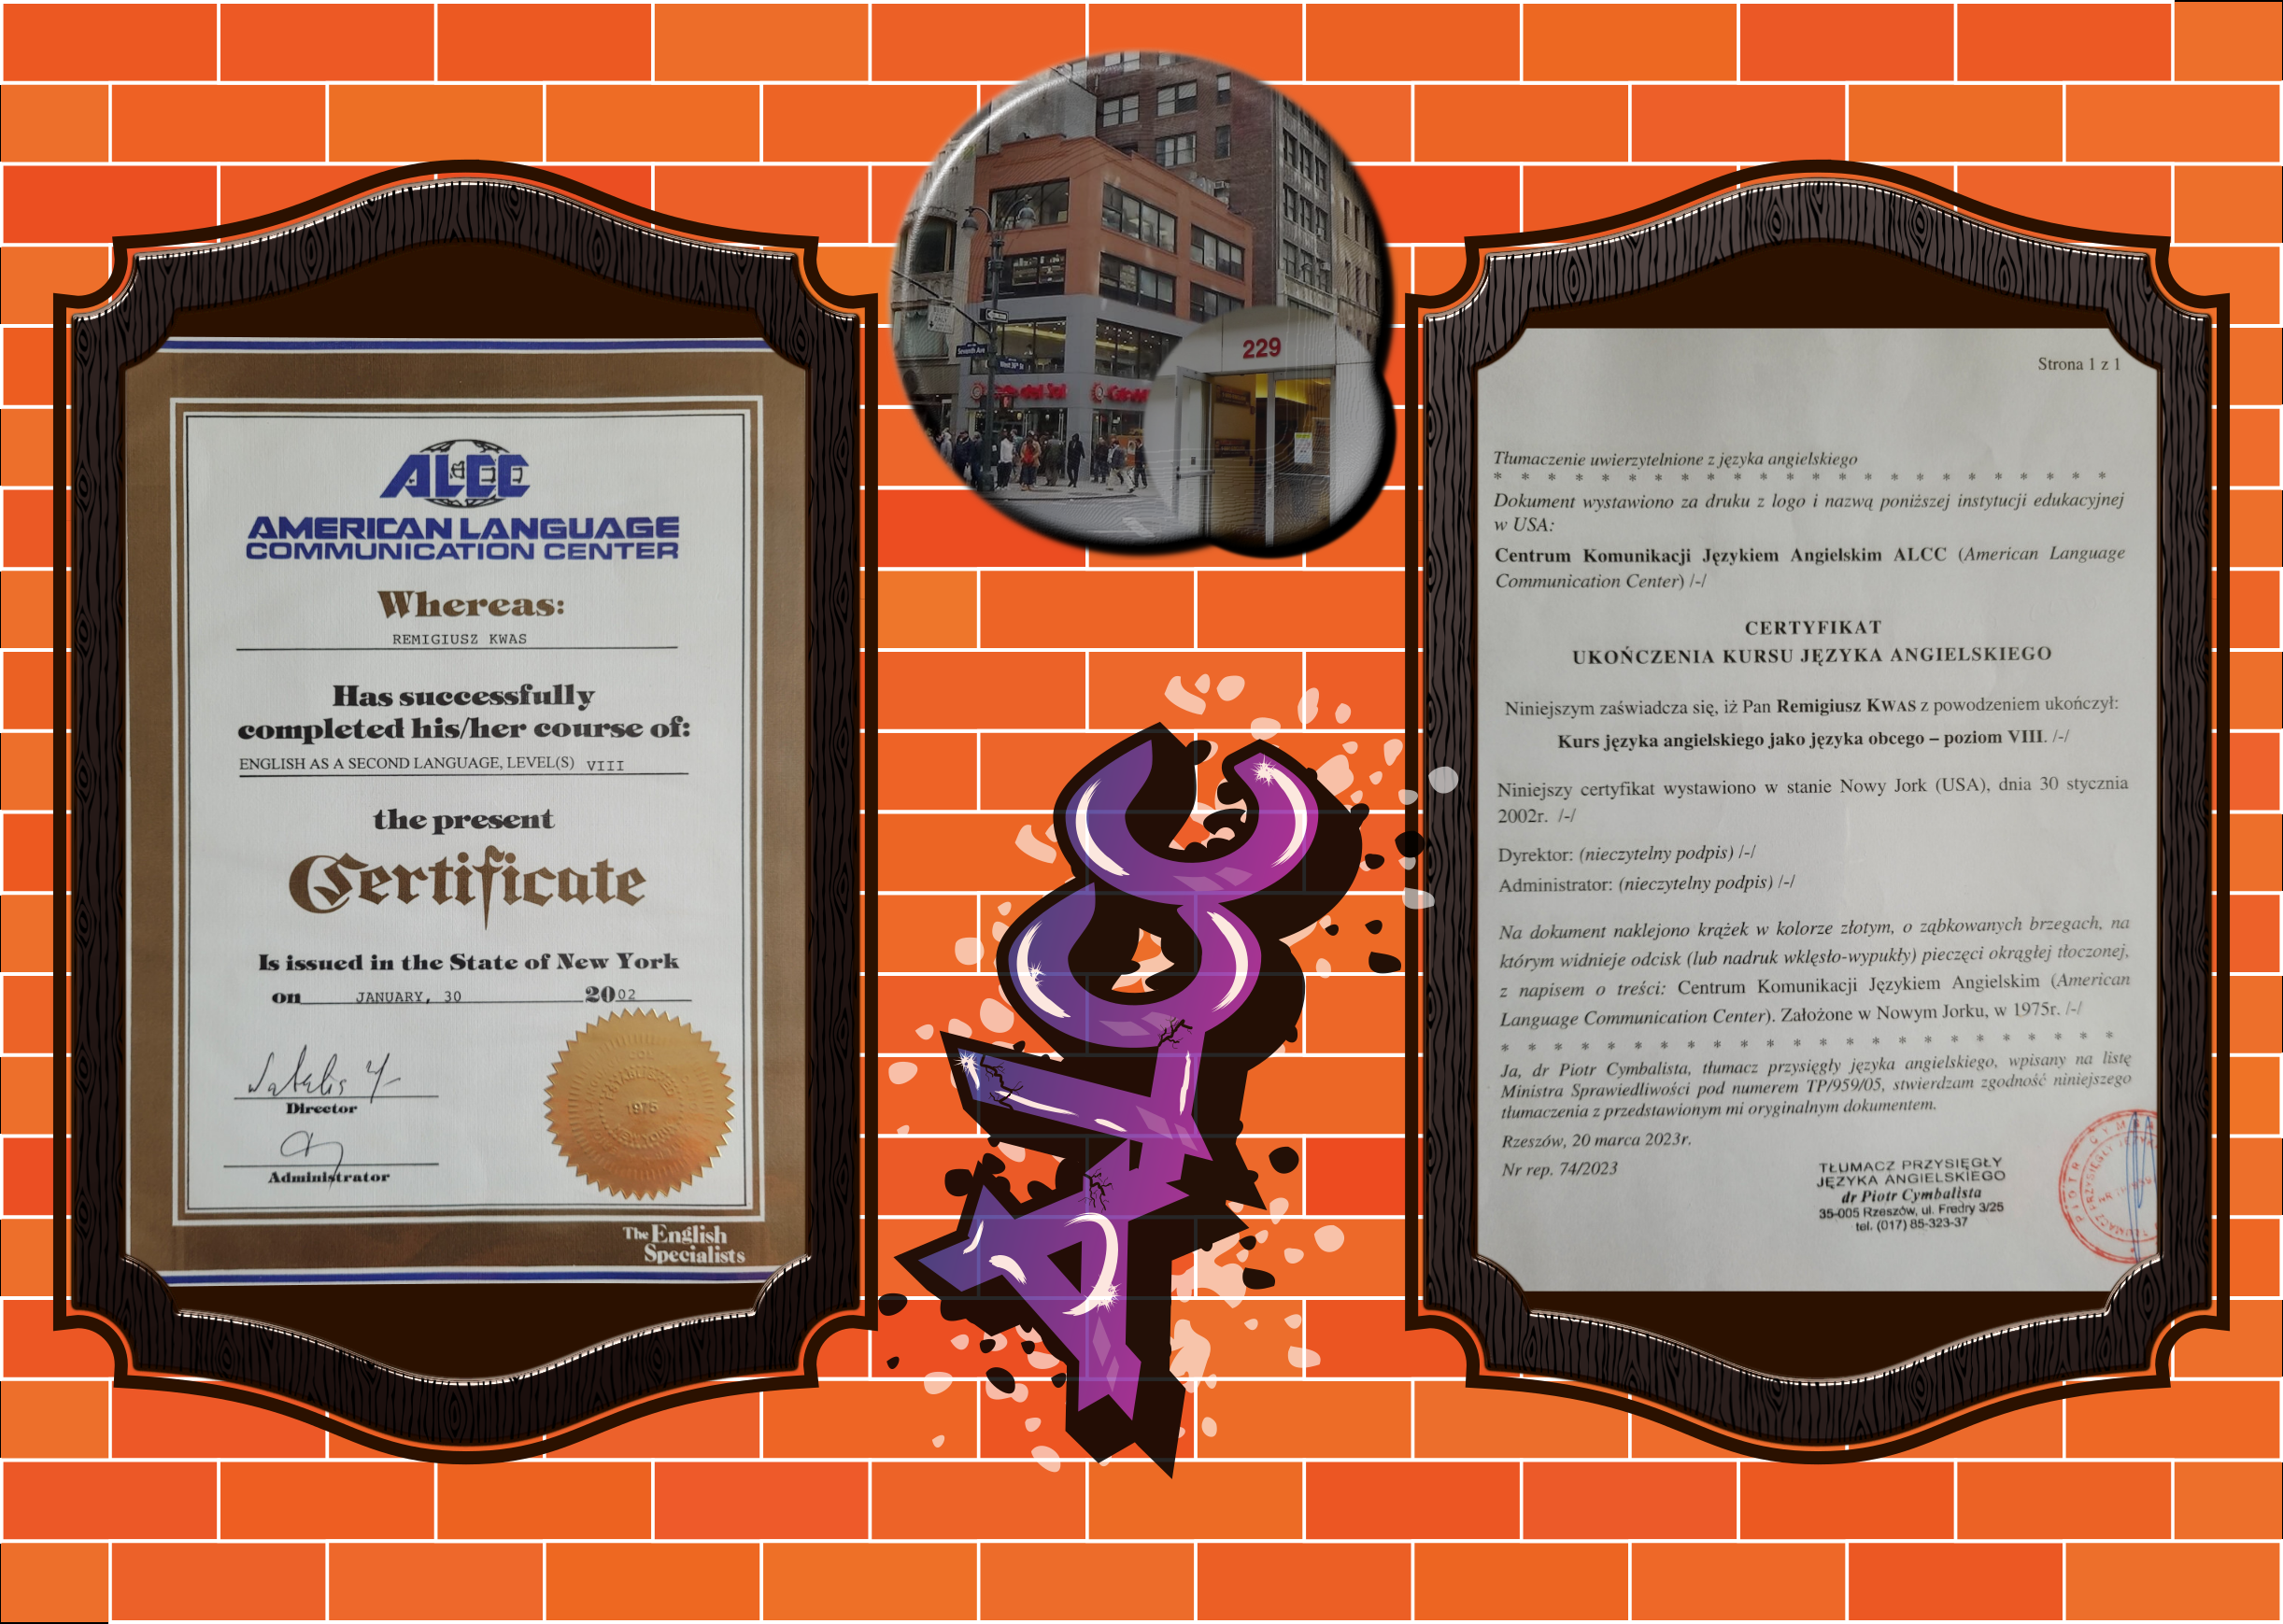 ALCC
AMERICAN LANGUAGE
COMMUNICATION CENTER
Whereas:
REMIGIUSZ KWAS
Has successfully
completed his/her course of:
ENGLISH AS A SECOND LANGUAGE, LEVEL(S) VIII
the present
Certificate
Is issued in the State of New York
on JANUARY, 30 2002
Director
Administrator
1975
The English
Specialists
Seventh Ave
West 36th St
229
Strona 1 z 1
Tłumaczenie uwierzytelnione z języka angielskiego
* * * * * * * * * * * * * * * * * * * * * * * *
Dokument wystawiono za druku z logo i nazwą poniższej instytucji edukacyjnej
w USA:
Centrum Komunikacji Językiem Angielskim ALCC (American Language
Communication Center) /-/
CERTYFIKAT
UKOŃCZENIA KURSU JĘZYKA ANGIELSKIEGO
Niniejszym zaświadcza się, iż Pan Remigiusz KWAS z powodzeniem ukończył:
Kurs języka angielskiego jako języka obcego – poziom VIII. /-/
Niniejszy certyfikat wystawiono w stanie Nowy Jork (USA), dnia 30 stycznia
2002r. /-/
Dyrektor: (nieczytelny podpis) /-/
Administrator: (nieczytelny podpis) /-/
Na dokument naklejono krążek w kolorze złotym, o ząbkowanych brzegach, na
którym widnieje odcisk (lub nadruk wklęsło-wypukły) pieczęci okrągłej tłoczonej,
z napisem o treści: Centrum Komunikacji Językiem Angielskim (American
Language Communication Center). Założone w Nowym Jorku, w 1975r. /-/
* * * * * * * * * * * * * * * * * * * * * * * *
Ja, dr Piotr Cymbalista, tłumacz przysięgły języka angielskiego, wpisany na listę
Ministra Sprawiedliwości pod numerem TP/959/05, stwierdzam zgodność niniejszego
tłumaczenia z przedstawionym mi oryginalnym dokumentem.
Rzeszów, 20 marca 2023r.
Nr rep. 74/2023
TŁUMACZ PRZYSIĘGŁY
JĘZYKA ANGIELSKIEGO
dr Piotr Cymbalista
35-005 Rzeszów, ul. Fredry 3/25
tel. (017) 85-323-37